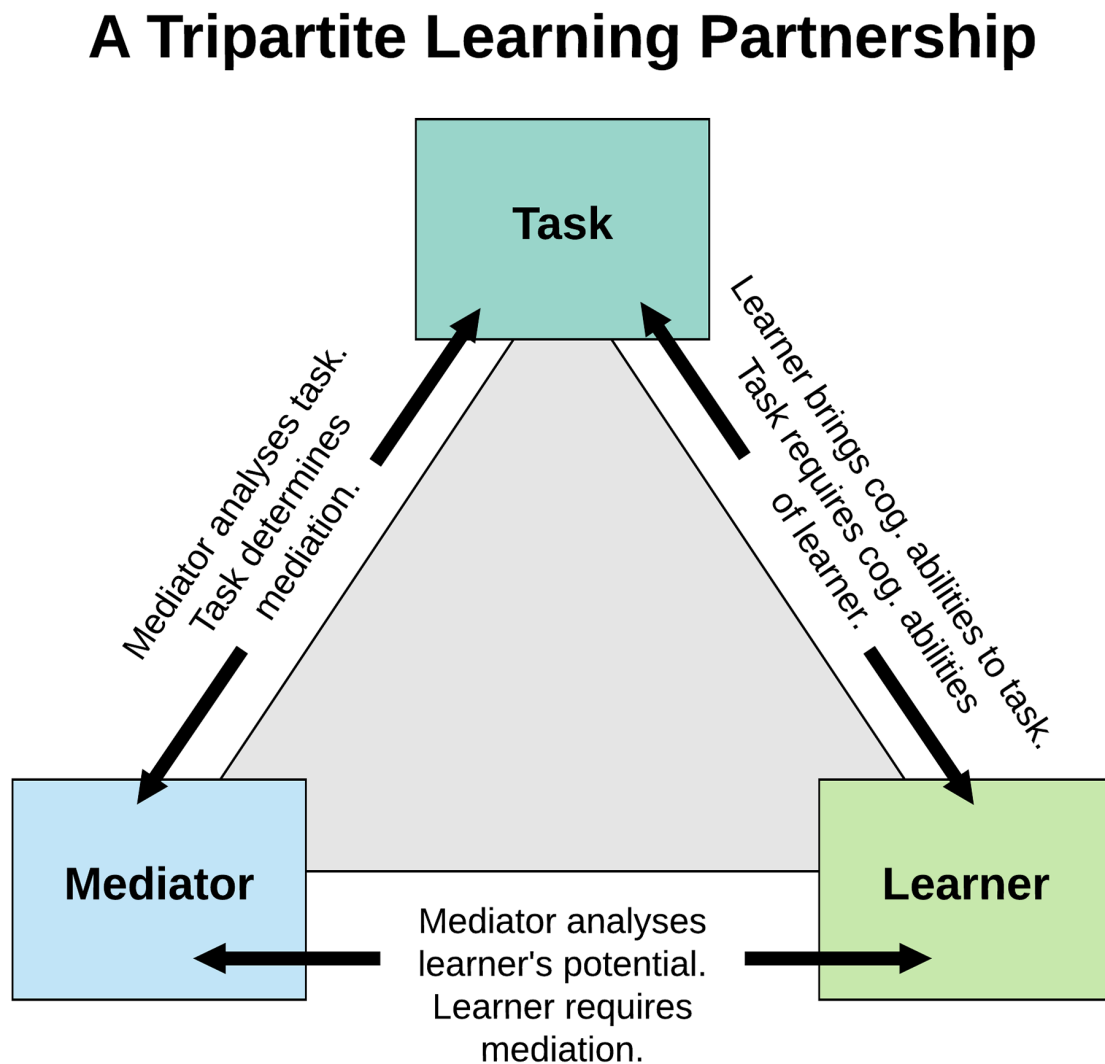 A Tripartite Learning Partnership
Task
Mediator analyses task.
Task determines
mediation.
Learner brings cog. abilities to task.
Task requires cog. abilities
of learner.
Mediator
Learner
Mediator analyses
learner's potential.
Learner requires
mediation.